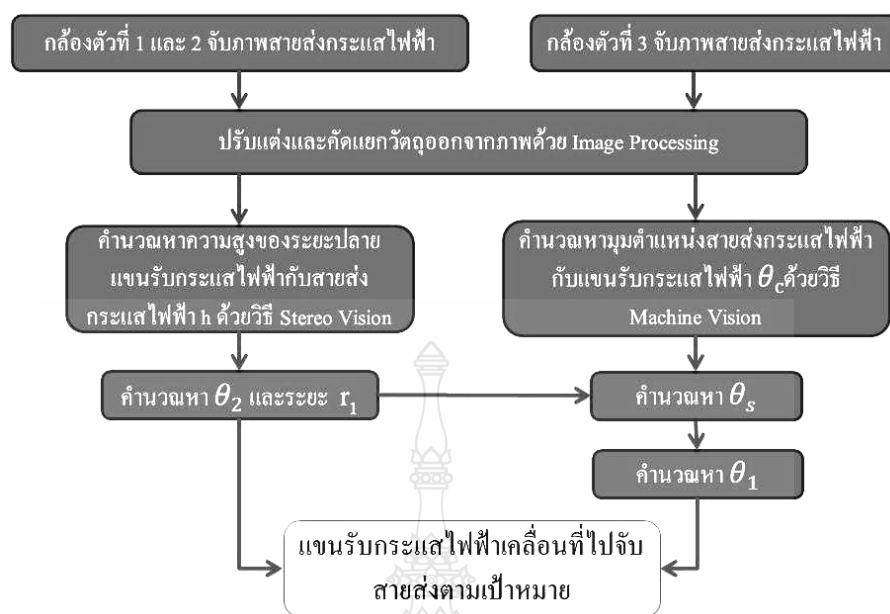 กล้องตัวที่ 1 และ 2 จับภาพสายส่งกระแสไฟฟ้า
กล้องตัวที่ 3 จับภาพสายส่งกระแสไฟฟ้า
ปรับแต่งและคัดแยกวัตถุออกจากภาพด้วย Image Processing
คำนวณหาความสูงของระยะปลาย
แขนรับกระแสไฟฟ้ากับสายส่ง
กระแสไฟฟ้า h ด้วยวิธี Stereo Vision
คำนวณหามุมตำแหน่งสายส่งกระแสไฟฟ้า
กับแขนรับกระแสไฟฟ้า θc ด้วยวิธี
Machine Vision
คำนวณหา θ2 และระยะ r1
คำนวณหา θs
คำนวณหา θ1
แขนรับกระแสไฟฟ้าเคลื่อนที่ไปจับ
สายส่งตามเป้าหมาย